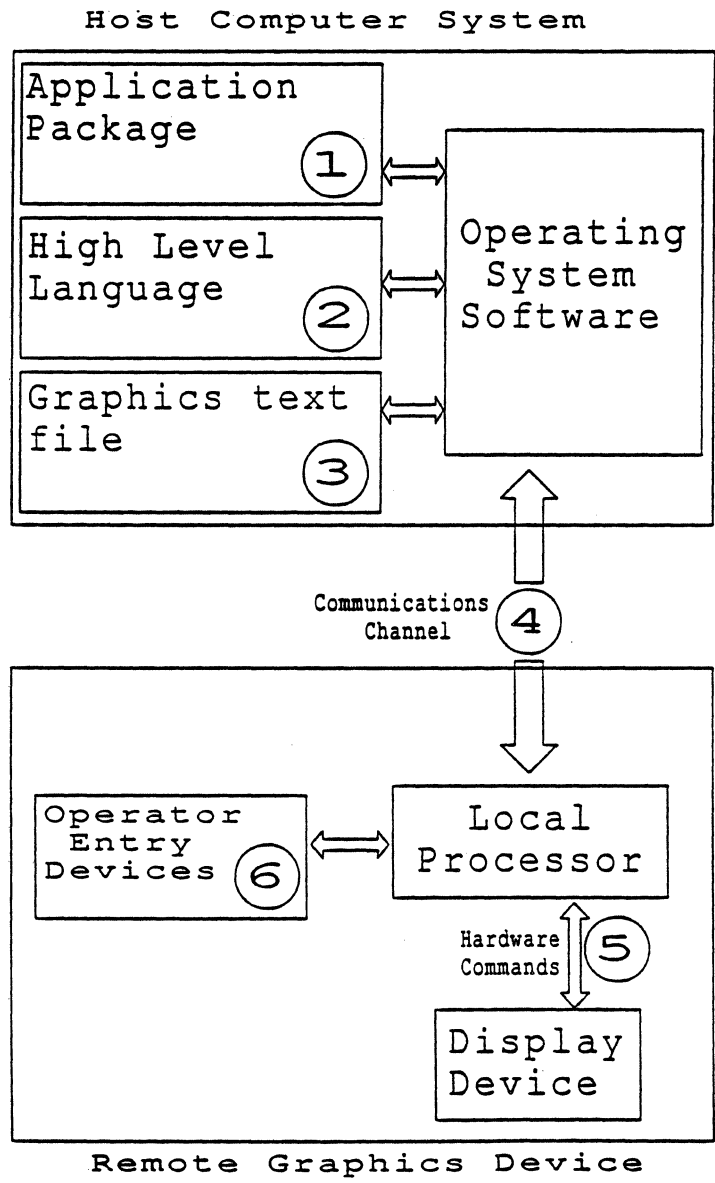 Host Computer System
Application
Package
1
High Level
Language
2
Graphics text
file
3
Operating
System
Software
Communications
Channel
4
Operator
Entry
Devices
6
Local
Processor
Hardware
Commands
5
Display
Device
Remote Graphics Device